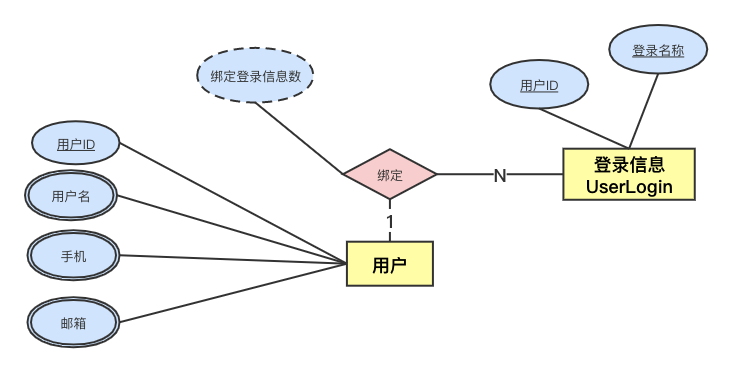 登录名称
绑定登录信息数
用户ID
用户ID
登录信息
UserLogin
绑定
N
用户名
1
手机
用户
邮箱